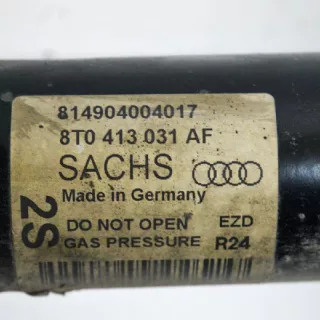 814904004017
8T0 413 031 AF
SACHS
Made in Germany
2S
DO NOT OPEN EZD
GAS PRESSURE R24